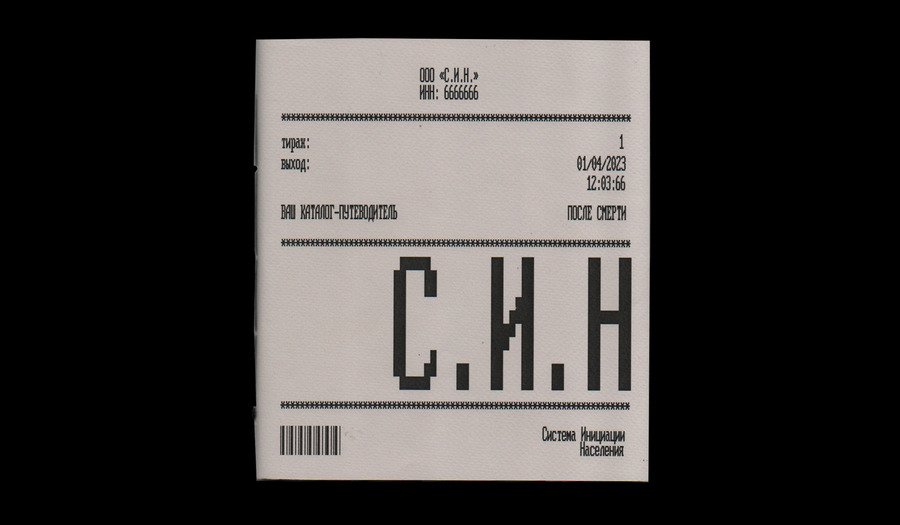 ООО «С.И.Н.»
ИНН: 6666666
тираж: 1
выход: 01/04/2023
12:03:66
ВАШ КАТАЛОГ-ПУТЕВОДИТЕЛЬ ПОСЛЕ СМЕРТИ
С.И.Н
Система Инициации
Населения